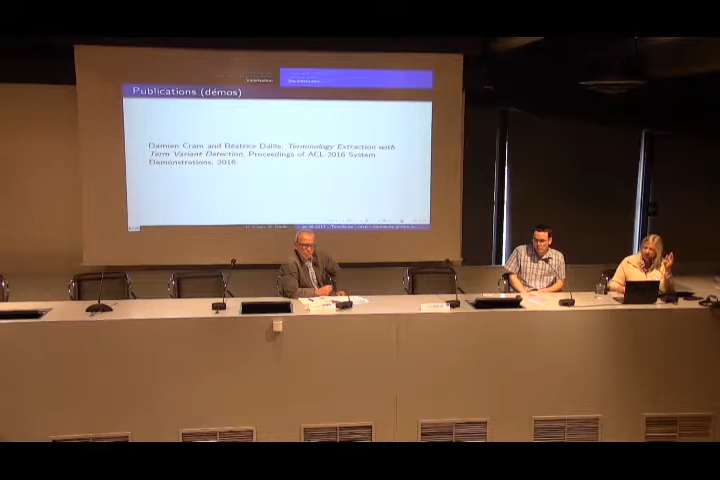 Publications (démos)
Damien Cram and Béatrice Daille, Terminology Extraction with
Term Variant Detection, Proceedings of ACL 2016 System
Demonstrations, 2016.